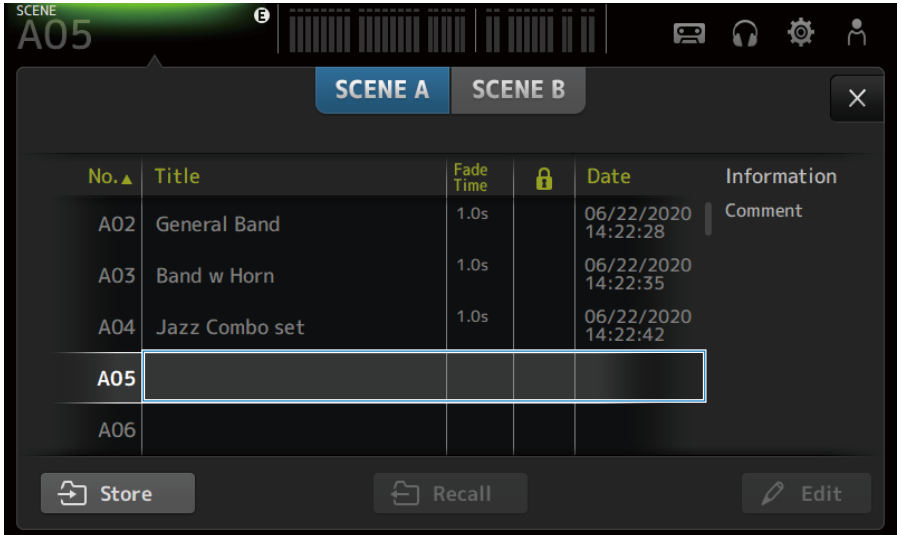 SCENE
A05
E
SCENE A SCENE B
No.▲ Title Fade Time Date Information
A02 General Band 1.0s 06/22/2020 14:22:28 Comment
A03 Band w Horn 1.0s 06/22/2020 14:22:35
A04 Jazz Combo set 1.0s 06/22/2020 14:22:42
A05
A06
Store Recall Edit